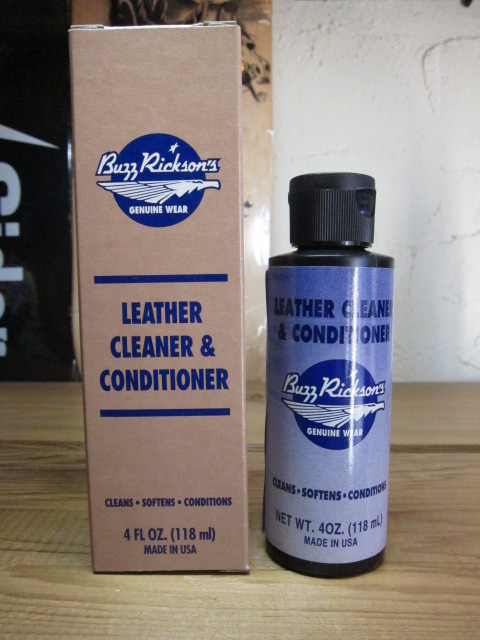 Buzz Rickson's
GENUINE WEAR
LEATHER
CLEANER &
CONDITIONER
CLEANS • SOFTENS • CONDITIONS
4 FL OZ. (118 ml)
MADE IN USA
LEATHER CLEANER
& CONDITIONER
Buzz Rickson's
GENUINE WEAR
CLEANS • SOFTENS • CONDITIONS
NET WT. 4OZ. (118 mL)
MADE IN USA